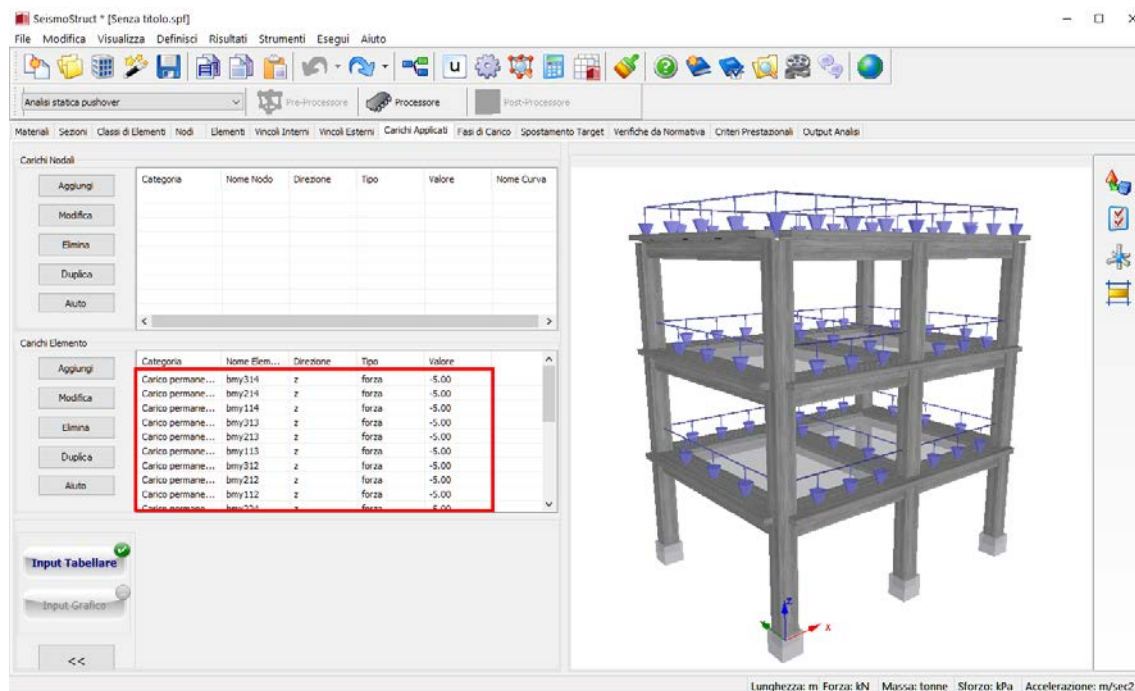 SeismoStruct * [Senza titolo.spf]
File Modifica Visualizza Definisci Risultati Strumenti Esegui Aiuto
u
Analisi statica pushover Pre-Processore Processore Post-Processore
Materiali Sezioni Classi di Elementi Nodi Elementi Vincoli Interni Vincoli Esterni Carichi Applicati Fasi di Carico Spostamento Target Verifiche da Normativa Criteri Prestazionali Output Analisi
Carichi Nodali
Categoria Nome Nodo Direzione Tipo Valore Nome Curva
Aggiungi
Modifica
Elimina
Duplica
Aiuto
Carichi Elemento
Categoria Nome Elem... Direzione Tipo Valore
Aggiungi
Modifica
Elimina
Duplica
Aiuto
Carico permane... bmy314 z forza -5.00
Carico permane... bmy214 z forza -5.00
Carico permane... bmy114 z forza -5.00
Carico permane... bmy313 z forza -5.00
Carico permane... bmy213 z forza -5.00
Carico permane... bmy113 z forza -5.00
Carico permane... bmy312 z forza -5.00
Carico permane... bmy212 z forza -5.00
Carico permane... bmy112 z forza -5.00
Input Tabellare
Input Grafico
<<
z
x
Lunghezza: m Forza: kN Massa: tonne Sforzo: kPa Accelerazione: m/sec2